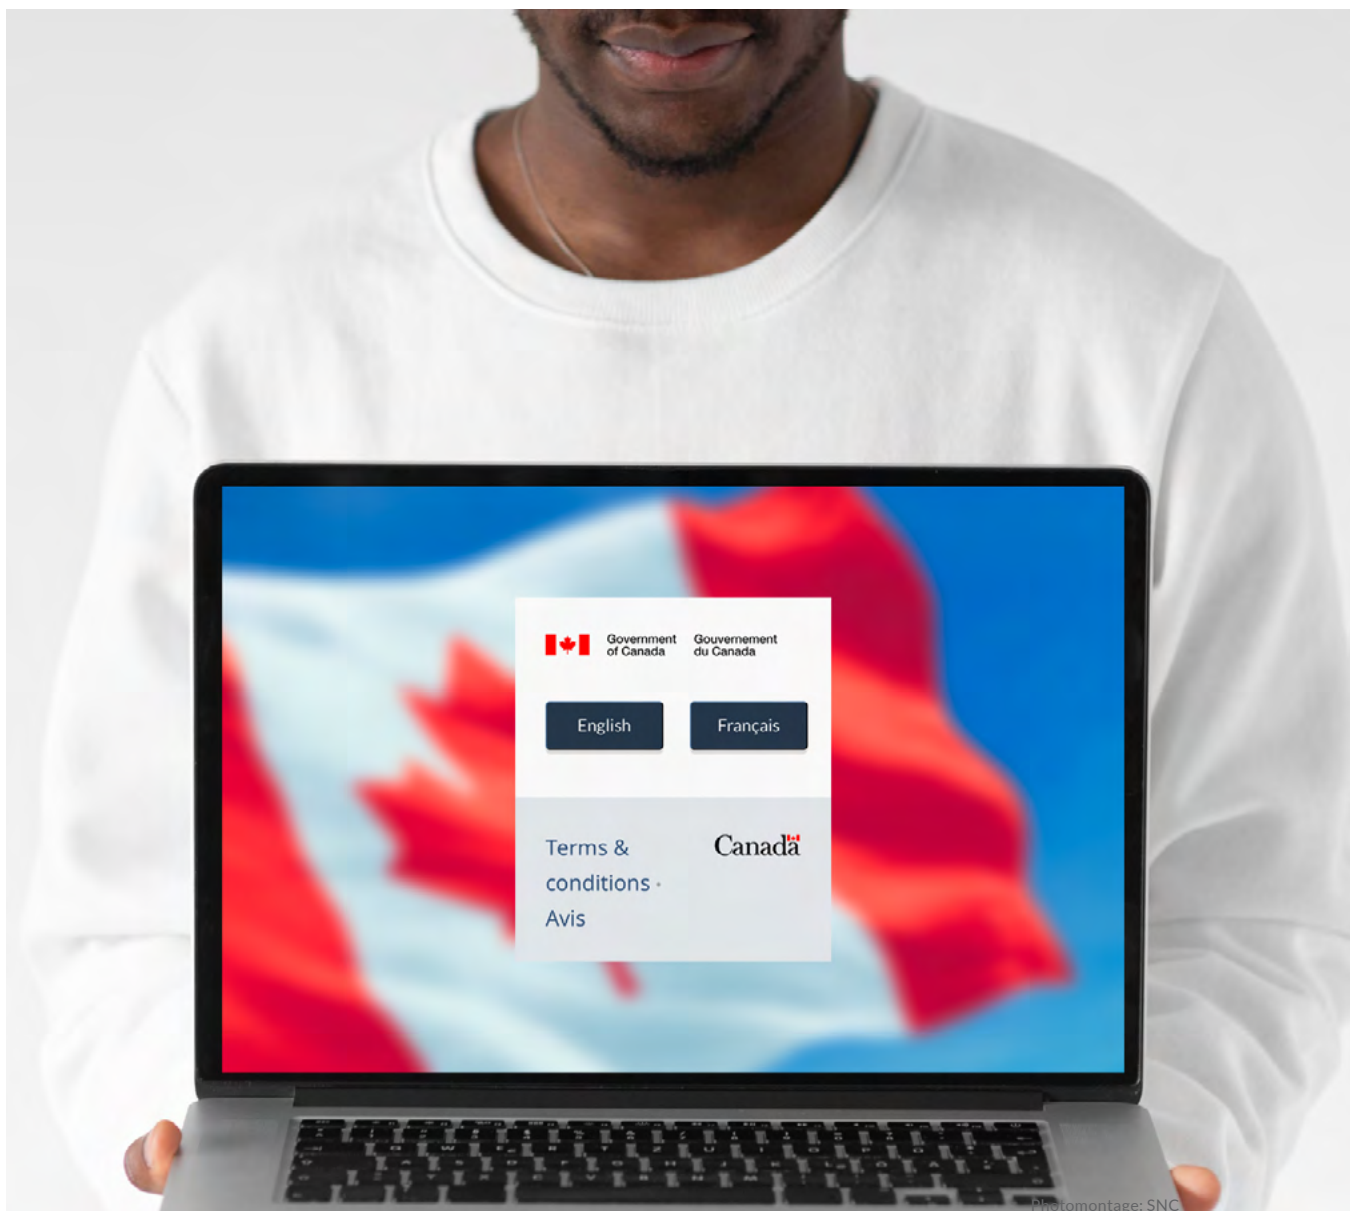 Government
of Canada
Gouvernement
du Canada
English
Français
Terms &
conditions •
Avis
Canada
Photomontage: SNC